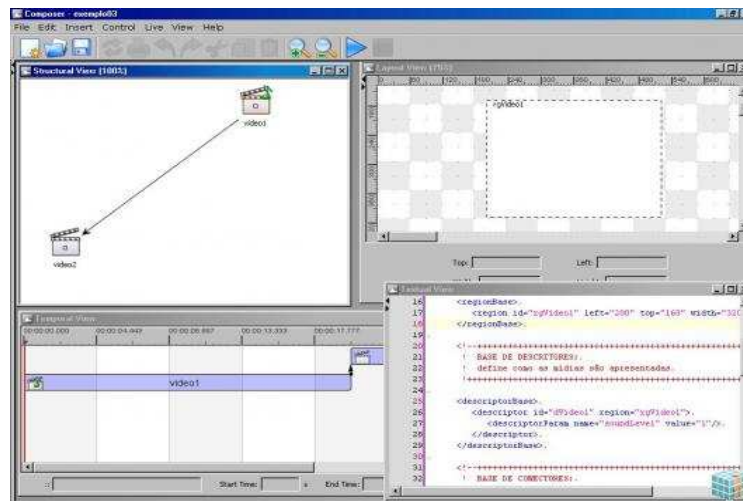 Composer - exemplo03
File Edit Insert Control Live View Help
Structural View [100%]
video1
video2
Layout View [75%]
rgVideo1
Top:
Left:
Temporal View
00:00:00.000 00:00:04.443 00:00:08.887 00:00:13.333 00:00:17.777
video1
Start Time:
End Time:
Textual View
16 <regionBase>
17 <region id="rgVideo1" left="200" top="160" width="320
18 </regionBase>
19
20 <!--+++++++++++++++++++++++++++++++++++
21 ! BASE DE DESCRITORES:
22 ! define como as mídias são apresentadas.
23
24
25 <descriptorBase>
26 <descriptor id="dVideo1" region="rgVideo1">
27 <descriptorParam name="soundLevel" value="1"/>
28 </descriptor>
29 </descriptorBase>
30
31 <!--+++++++++++++++++++++++++++++++++++
32 ! BASE DE CONECTORES: